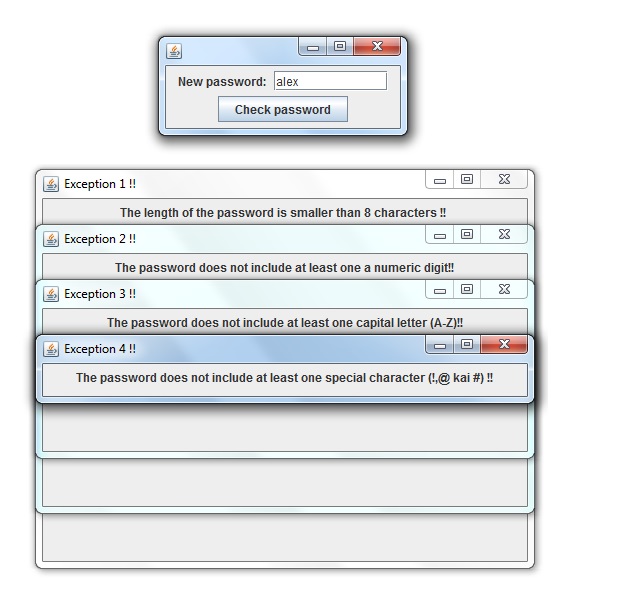 New password: alex
Check password
Exception 1 !!
The length of the password is smaller than 8 characters !!
Exception 2 !!
The password does not include at least one a numeric digit!!
Exception 3 !!
The password does not include at least one capital letter (A-Z)!!
Exception 4 !!
The password does not include at least one special character (!,@ kai #) !!